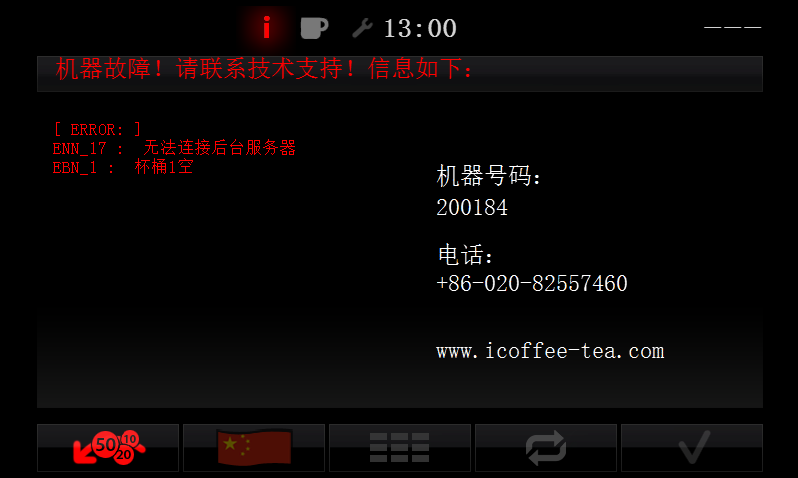 i 13:00 ———
机器故障！请联系技术支持！信息如下：
[ ERROR: ]
ENN_17 : 无法连接后台服务器
EBN_1 : 杯桶1空
机器号码：
200184
电话：
+86-020-82557460
www.icoffee-tea.com
50 10 20